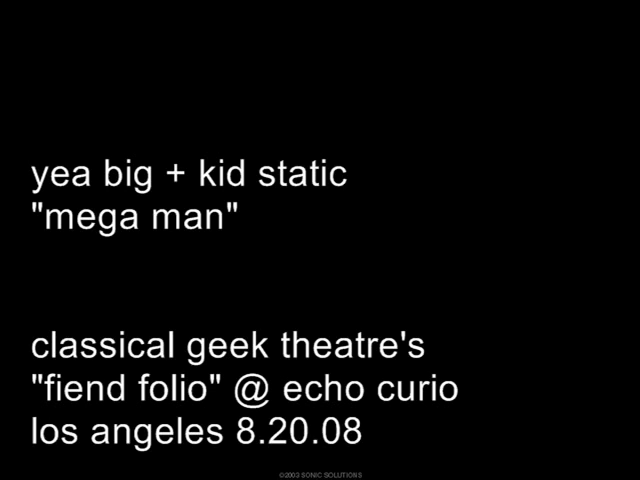 yea big + kid static
"mega man"
classical geek theatre's
"fiend folio" @ echo curio
los angeles 8.20.08
©2003 SONIC SOLUTIONS